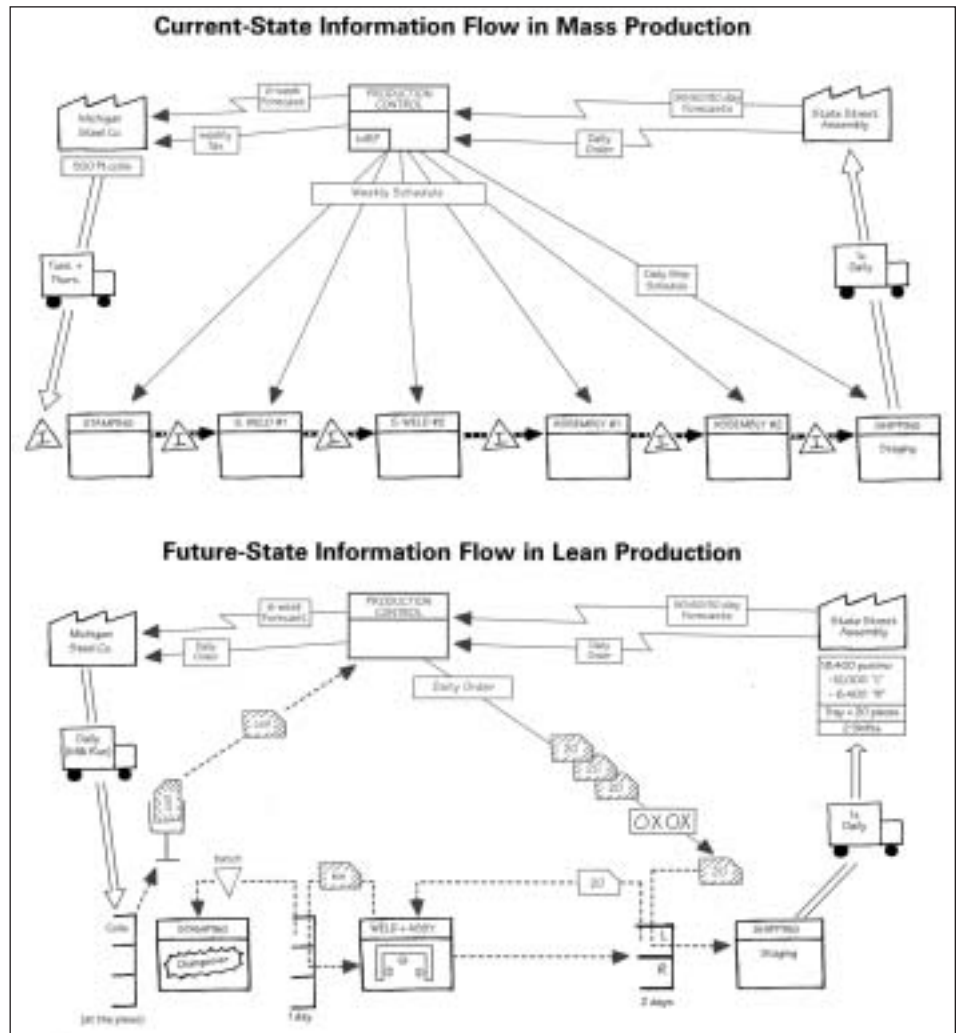 Current-State Information Flow in Mass Production
6-week
Forecast
PRODUCTION
CONTROL
MRP
90/60/30 day
Forecasts
Michigan
Steel Co.
Weekly
Fax
Daily
Order
State Street
Assembly
500 ft coils
Weekly Schedule
Tues. +
Thurs.
1x
Daily
Daily Ship
Schedule
I
STAMPING
I
S. WELD #1
I
S. WELD #2
I
ASSEMBLY #1
I
ASSEMBLY #2
I
SHIPPING
Staging
Future-State Information Flow in Lean Production
6-week
Forecast
PRODUCTION
CONTROL
90/60/30 day
Forecasts
Michigan
Steel Co.
Daily
Order
Daily
Order
State Street
Assembly
Daily Order
18,400 pcs/mo
-12,000 "L"
- 6,400 "R"
Tray = 20 pieces
2 Shifts
Daily
(Milk Run)
coil
coil
20
20
20
OXOX
1x
Daily
batch
bin
20
20
Coils
STAMPING
Changeover
WELD + ASSY
L
R
SHIPPING
Staging
(at the press)
1 day
2 days